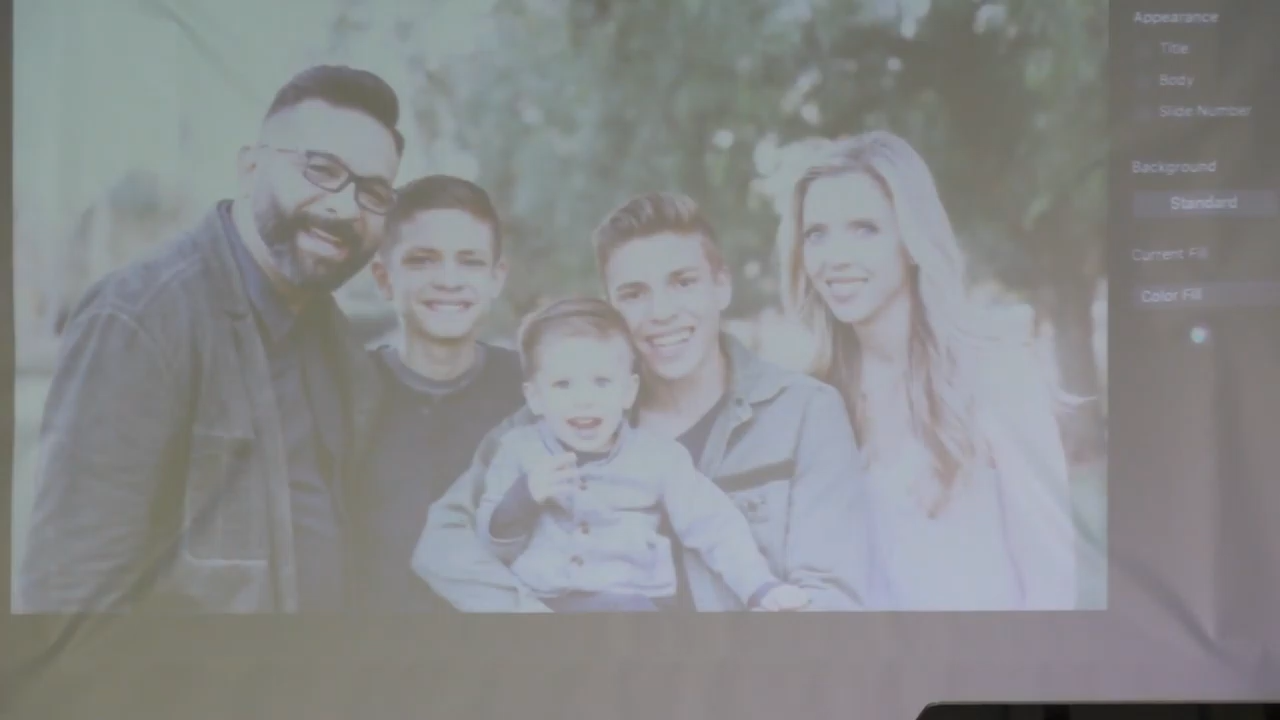 Appearance
Title
Body
Slide Number
Background
Standard
Current Fill
Color Fill